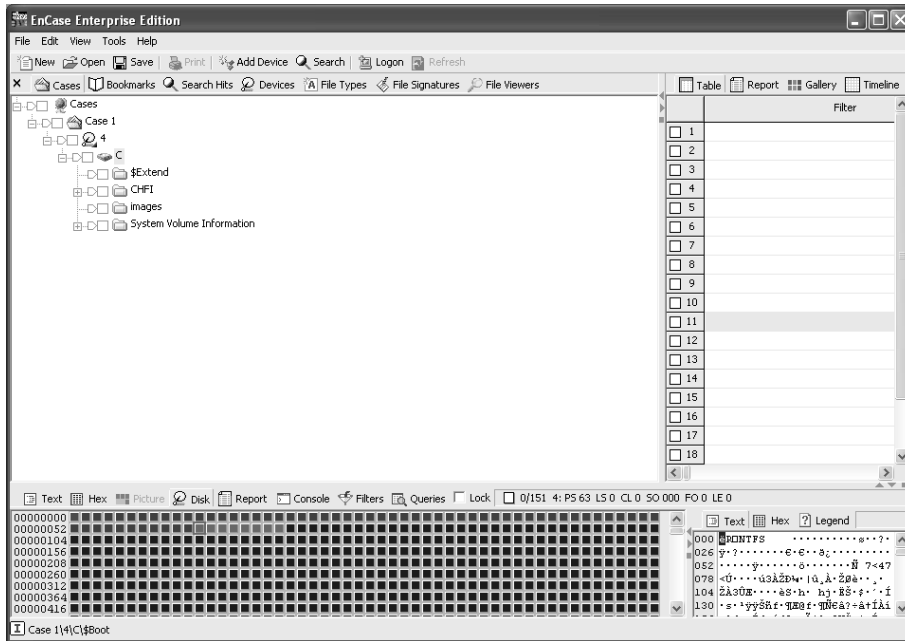 EnCase Enterprise Edition
File Edit View Tools Help
New Open Save Print Add Device Search Logon Refresh
Cases Bookmarks Search Hits Devices File Types File Signatures File Viewers
Table Report Gallery Timeline
Cases
Case 1
4
C
$Extend
CHFI
images
System Volume Information
Filter
1
2
3
4
5
6
7
8
9
10
11
12
13
14
15
16
17
18
Text Hex Picture Disk Report Console Filters Queries Lock 0/151 4: PS 63 LS 0 CL 0 SO 000 FO 0 LE 0
00000000
00000052
00000104
00000156
00000208
00000260
00000312
00000364
00000416
Text Hex Legend
000
026
052
078
104
130
Case 1\4\C\$Boot